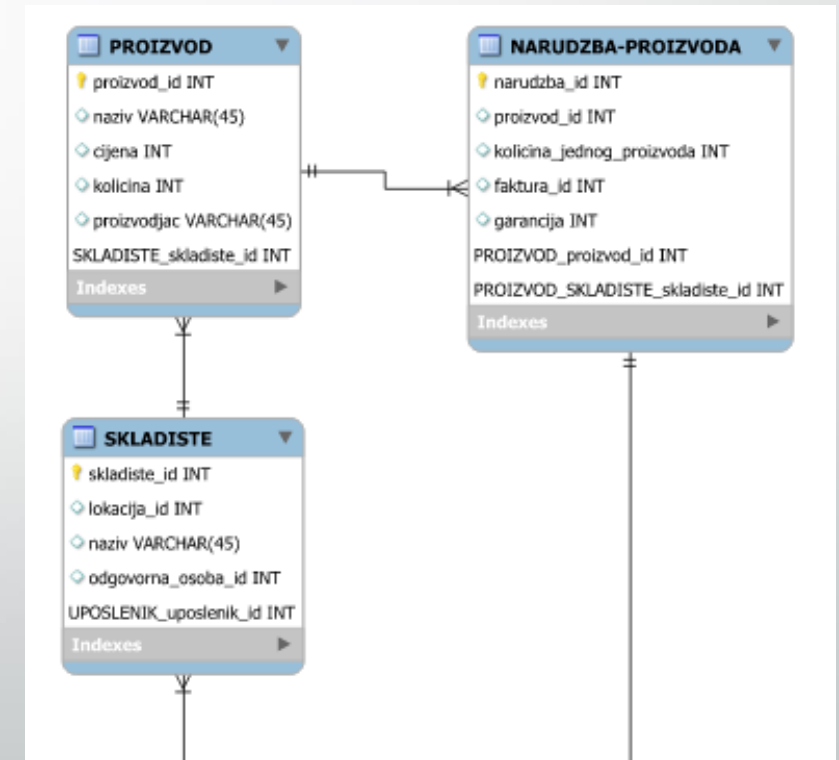 PROIZVOD
proizvod_id INT
naziv VARCHAR(45)
cijena INT
kolicina INT
proizvodjac VARCHAR(45)
SKLADISTE_skladiste_id INT
Indexes
NARUDZBA-PROIZVODA
narudzba_id INT
proizvod_id INT
kolicina_jednog_proizvoda INT
faktura_id INT
garancija INT
PROIZVOD_proizvod_id INT
PROIZVOD_SKLADISTE_skladiste_id INT
Indexes
SKLADISTE
skladiste_id INT
lokacija_id INT
naziv VARCHAR(45)
odgovorna_osoba_id INT
UPOSLENIK_uposlenik_id INT
Indexes